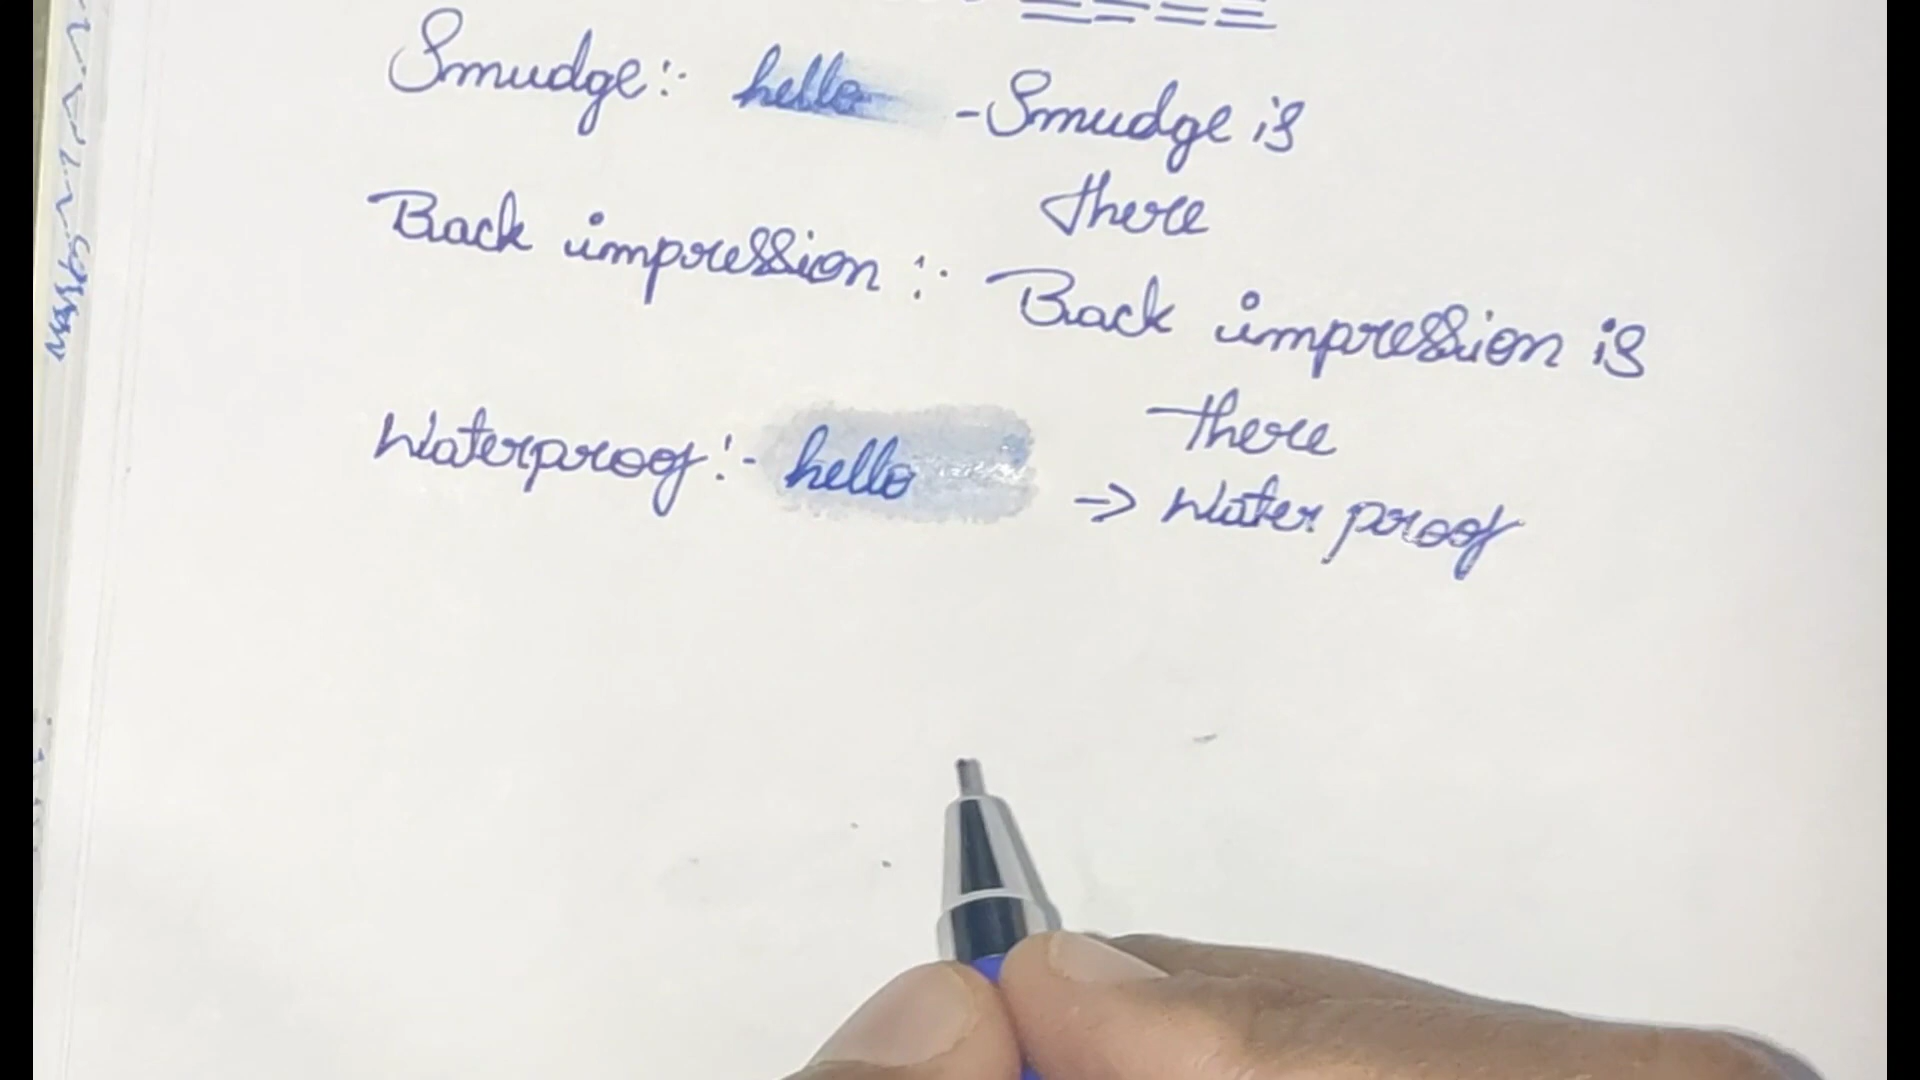 Smudge:- hello - Smudge is
there
Back impression :- Back impression is
there
Waterproof:- hello → Water proof